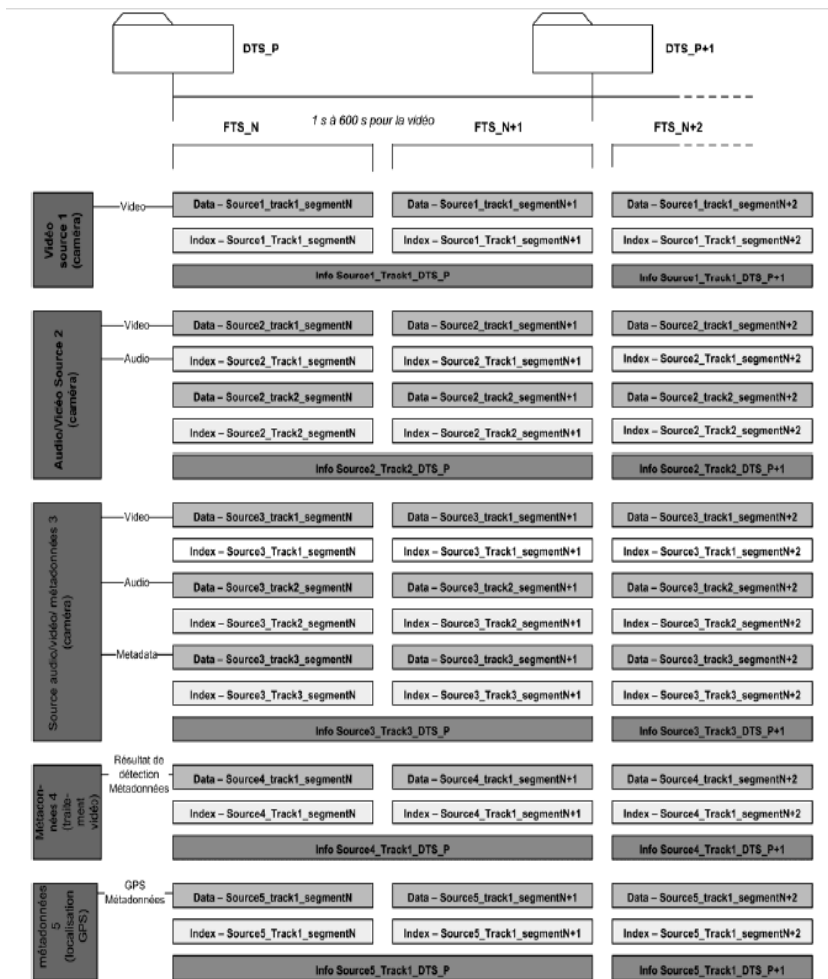 DTS_P
DTS_P+1
1 s à 600 s pour la vidéo
FTS_N
FTS_N+1
FTS_N+2
Vidéo
source 1
(caméra)
Video
Data – Source1_track1_segmentN
Data – Source1_track1_segmentN+1
Data – Source1_track1_segmentN+2
Index – Source1_Track1_segmentN
Index – Source1_Track1_segmentN+1
Index – Source1_Track1_segmentN+2
Info Source1_Track1_DTS_P
Info Source1_Track1_DTS_P+1
Audio/Vidéo Source 2
(caméra)
Video
Data – Source2_track1_segmentN
Data – Source2_track1_segmentN+1
Data – Source2_track1_segmentN+2
Audio
Index – Source2_Track1_segmentN
Index – Source2_Track1_segmentN+1
Index – Source2_Track1_segmentN+2
Data – Source2_track2_segmentN
Data – Source2_track2_segmentN+1
Data – Source2_track2_segmentN+2
Index – Source2_Track2_segmentN
Index – Source2_Track2_segmentN+1
Index – Source2_Track2_segmentN+2
Info Source2_Track2_DTS_P
Info Source2_Track2_DTS_P+1
Source audio/vidéo/ métadonnées 3
(caméra)
Video
Data – Source3_track1_segmentN
Data – Source3_track1_segmentN+1
Data – Source3_track1_segmentN+2
Index – Source3_Track1_segmentN
Index – Source3_Track1_segmentN+1
Index – Source3_Track1_segmentN+2
Audio
Data – Source3_track2_segmentN
Data – Source3_track2_segmentN+1
Data – Source3_track2_segmentN+2
Index – Source3_Track2_segmentN
Index – Source3_Track2_segmentN+1
Index – Source3_Track2_segmentN+2
Metadata
Data – Source3_track3_segmentN
Data – Source3_track3_segmentN+1
Data – Source3_track3_segmentN+2
Index – Source3_Track3_segmentN
Index – Source3_Track3_segmentN+1
Index – Source3_Track3_segmentN+2
Info Source3_Track3_DTS_P
Info Source3_Track3_DTS_P+1
Métacon-
nées 4
(traite-
ment
vidéo)
Résultat de
détection
Métadonnées
Data – Source4_track1_segmentN
Data – Source4_track1_segmentN+1
Data – Source4_track1_segmentN+2
Index – Source4_Track1_segmentN
Index – Source4_Track1_segmentN+1
Index – Source4_Track1_segmentN+2
Info Source4_Track1_DTS_P
Info Source4_Track1_DTS_P+1
métadonnées
5
(localisation
GPS)
GPS
Métadonnées
Data – Source5_track1_segmentN
Data – Source5_track1_segmentN+1
Data – Source5_track1_segmentN+2
Index – Source5_Track1_segmentN
Index – Source5_Track1_segmentN+1
Index – Source5_Track1_segmentN+2
Info Source5_Track1_DTS_P
Info Source5_Track1_DTS_P+1